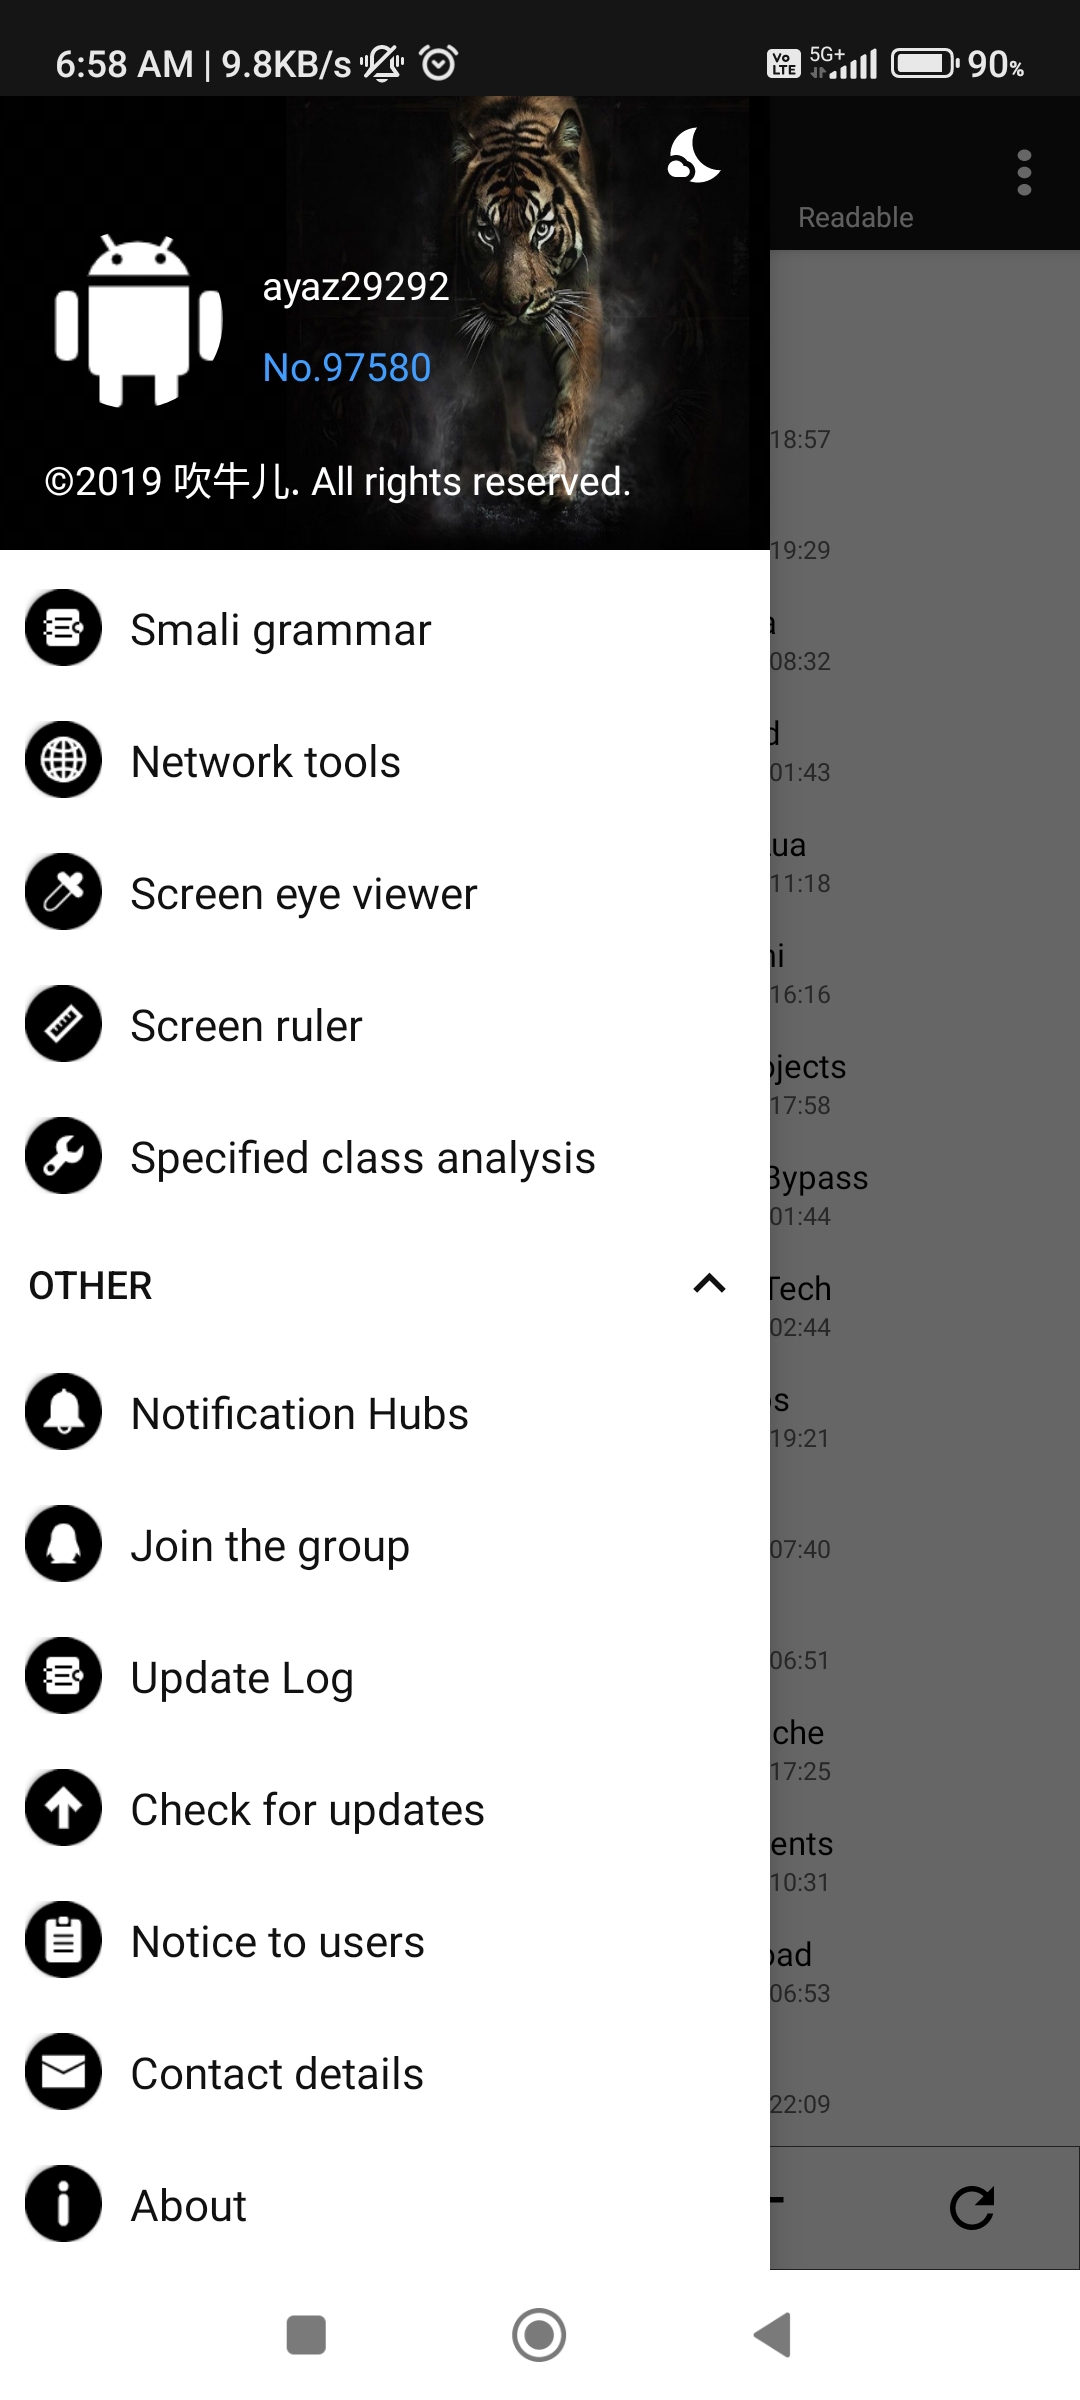 6:58 AM | 9.8KB/s
Vo LTE 5G+ 90%
Readable
ayaz29292
No.97580
©2019 吹牛儿. All rights reserved.
18:57
19:29
Smali grammar
a
08:32
Network tools
d
01:43
Screen eye viewer
ua
11:18
Screen ruler
ni
16:16
ojects
17:58
Specified class analysis
Bypass
01:44
OTHER
Tech
02:44
Notification Hubs
s
19:21
Join the group
07:40
Update Log
06:51
che
17:25
Check for updates
ents
10:31
Notice to users
oad
06:53
Contact details
22:09
About